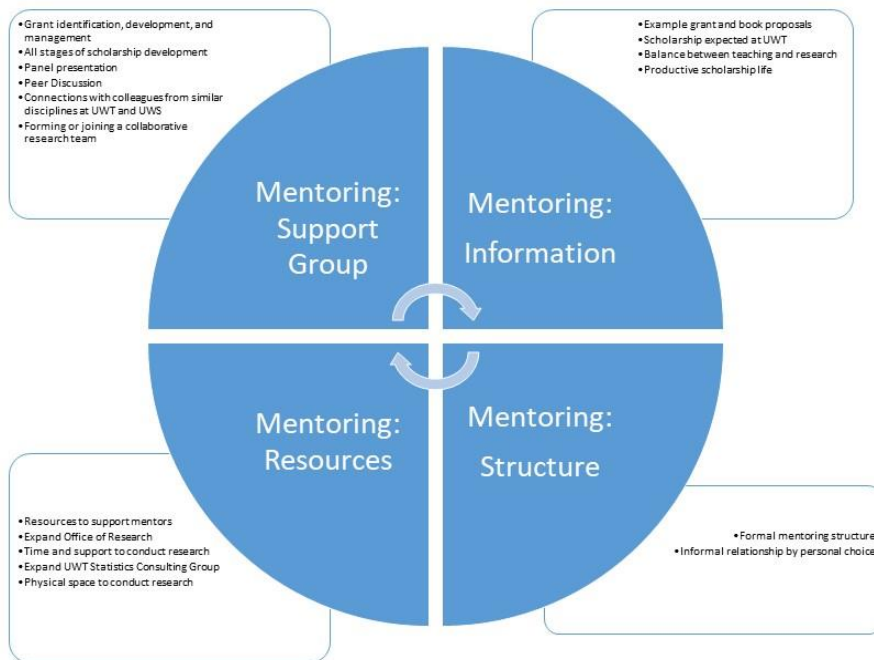 •Grant identification, development, and
management
•All stages of scholarship development
•Panel presentation
•Peer Discussion
•Connections with colleagues from similar
disciplines at UWT and UWS
•Forming or joining a collaborative
research team
•Example grant and book proposals
•Scholarship expected at UWT
•Balance between teaching and research
•Productive scholarship life
Mentoring:
Support
Group
Mentoring:
Information
Mentoring:
Resources
Mentoring:
Structure
•Resources to support mentors
•Expand Office of Research
•Time and support to conduct research
•Expand UWT Statistics Consulting Group
•Physical space to conduct research
•Formal mentoring structure
•Informal relationship by personal choice